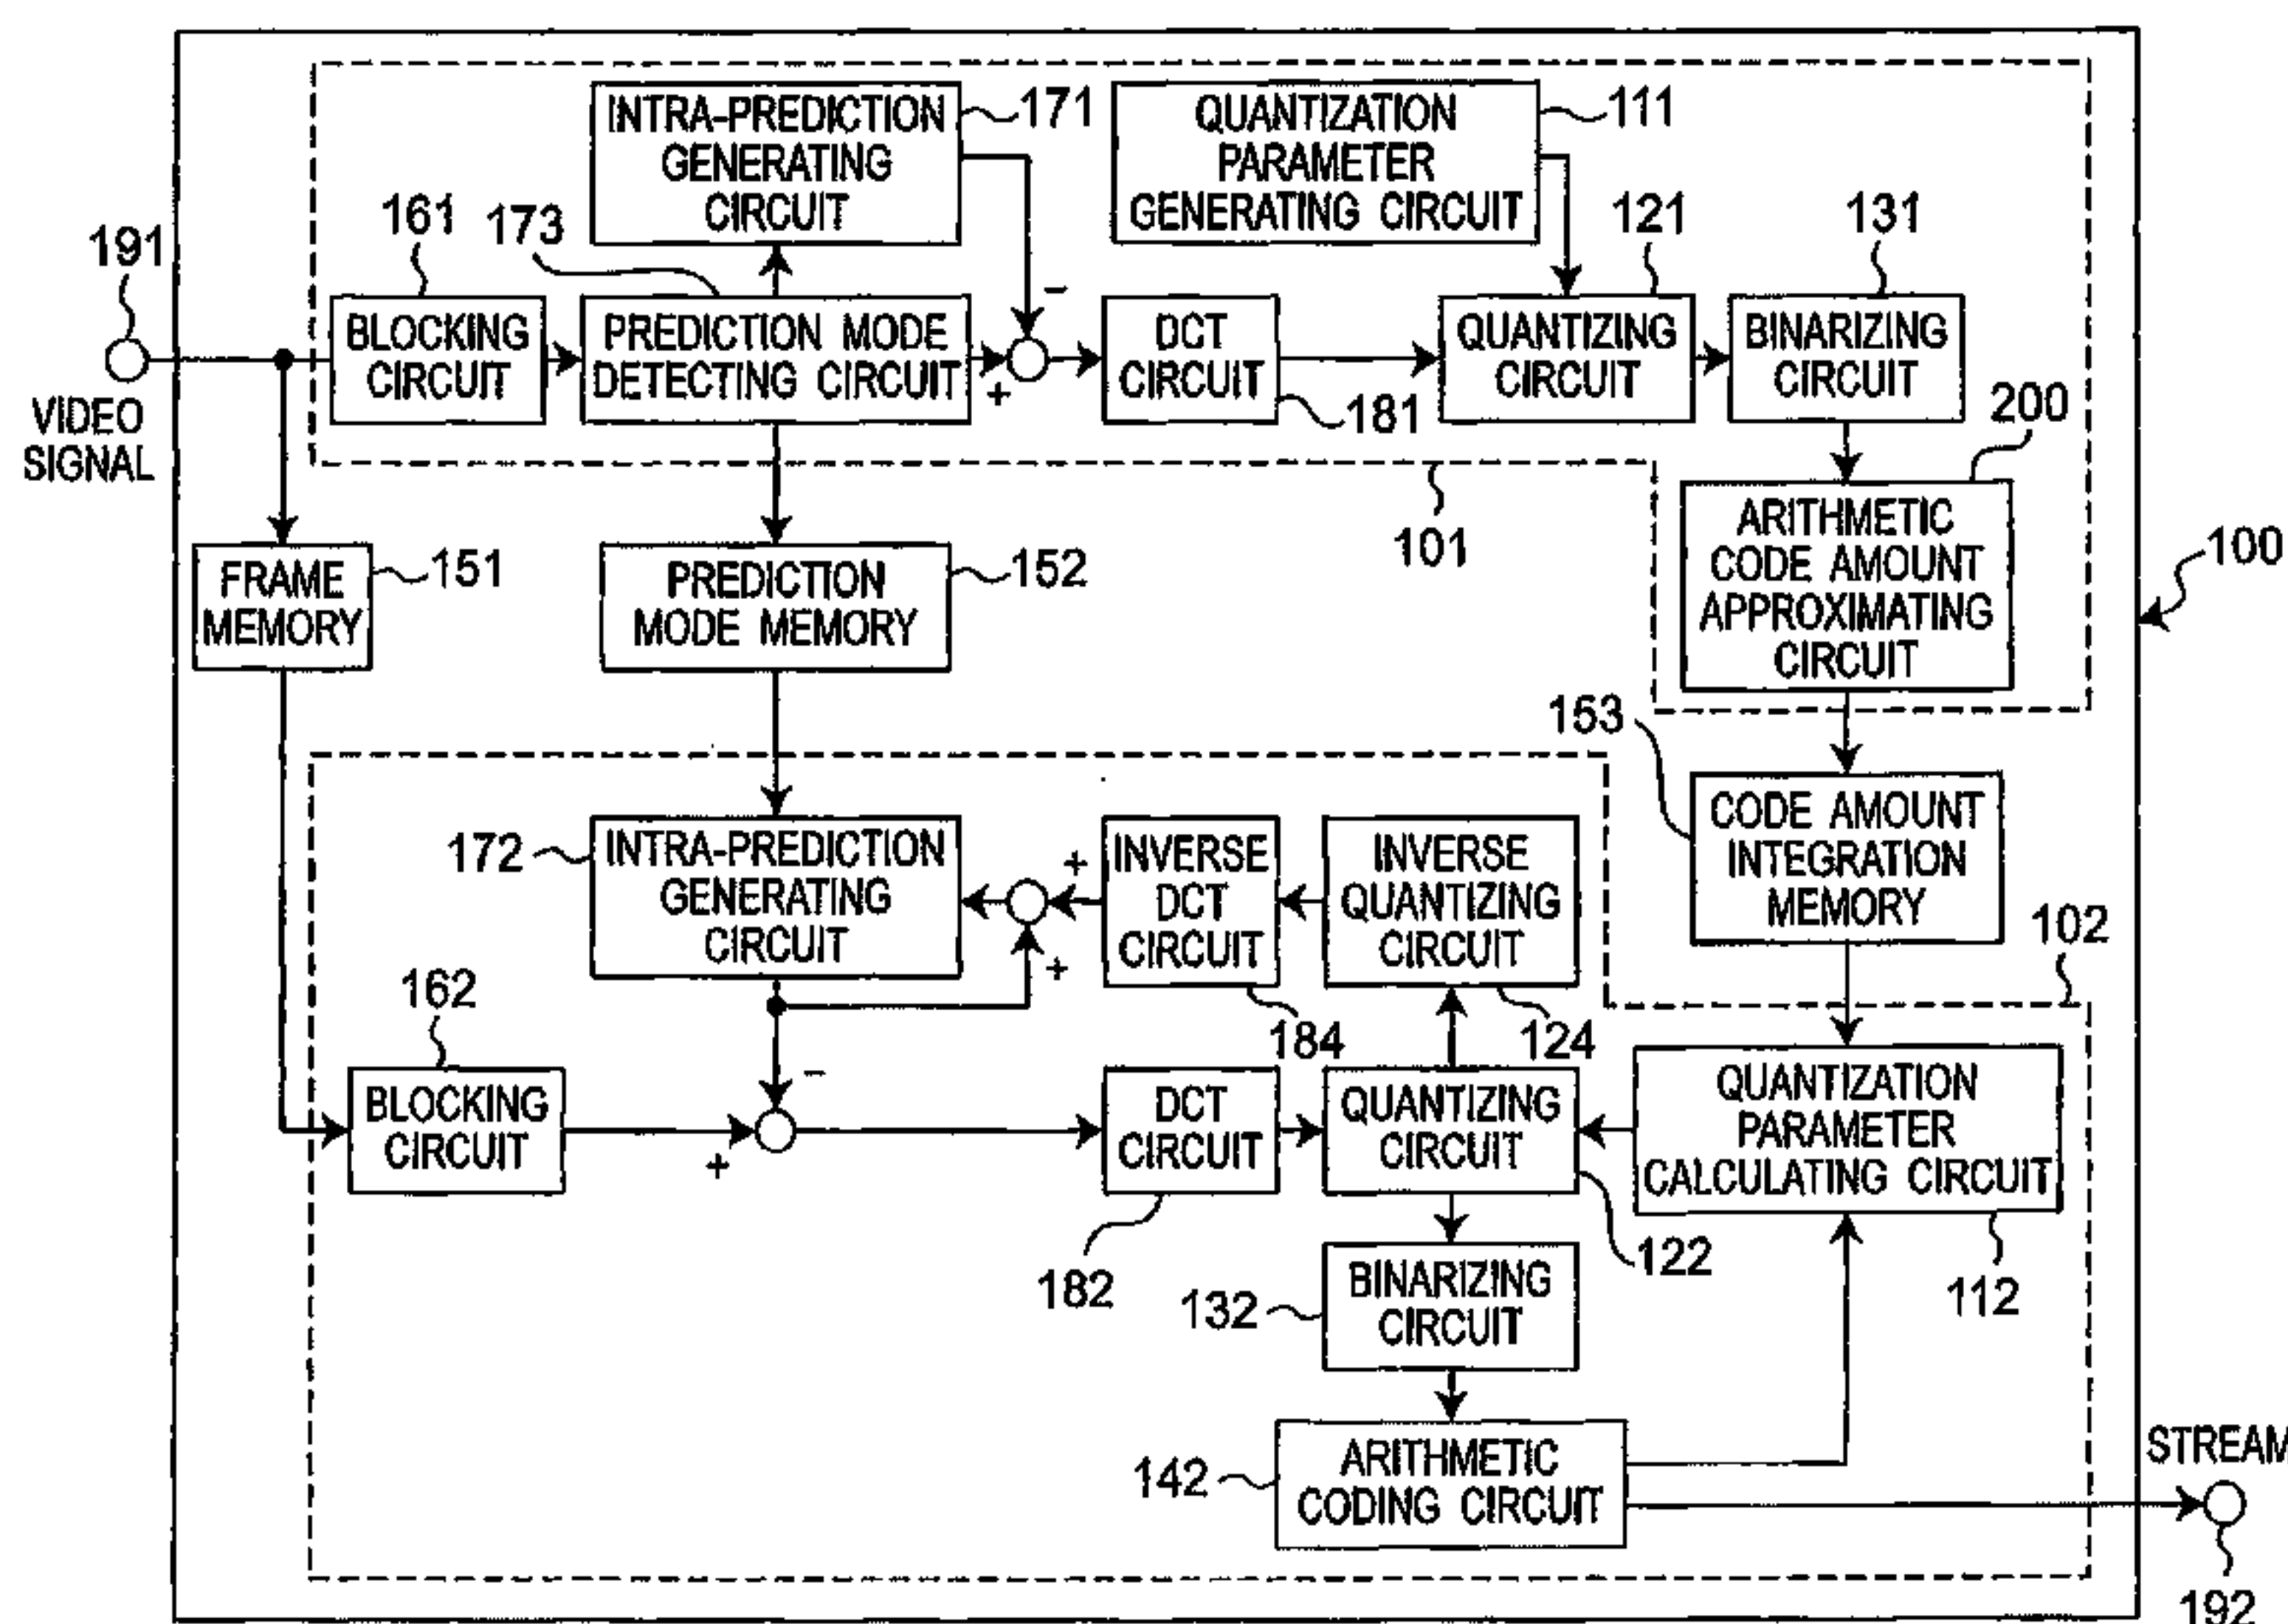 INTRA-PREDICTION
GENERATING
CIRCUIT
171
QUANTIZATION
PARAMETER
GENERATING CIRCUIT
111
191
161
173
121
131
VIDEO
SIGNAL
BLOCKING
CIRCUIT
PREDICTION MODE
DETECTING CIRCUIT
+
−
DCT
CIRCUIT
181
QUANTIZING
CIRCUIT
BINARIZING
CIRCUIT
200
101
100
FRAME
MEMORY
151
PREDICTION
MODE MEMORY
152
ARITHMETIC
CODE AMOUNT
APPROXIMATING
CIRCUIT
153
CODE AMOUNT
INTEGRATION
MEMORY
102
172
INTRA-PREDICTION
GENERATING
CIRCUIT
+
+
INVERSE
DCT
CIRCUIT
184
INVERSE
QUANTIZING
CIRCUIT
124
162
BLOCKING
CIRCUIT
−
+
DCT
CIRCUIT
182
QUANTIZING
CIRCUIT
122
QUANTIZATION
PARAMETER
CALCULATING CIRCUIT
112
132
BINARIZING
CIRCUIT
142
ARITHMETIC
CODING CIRCUIT
STREAM
192